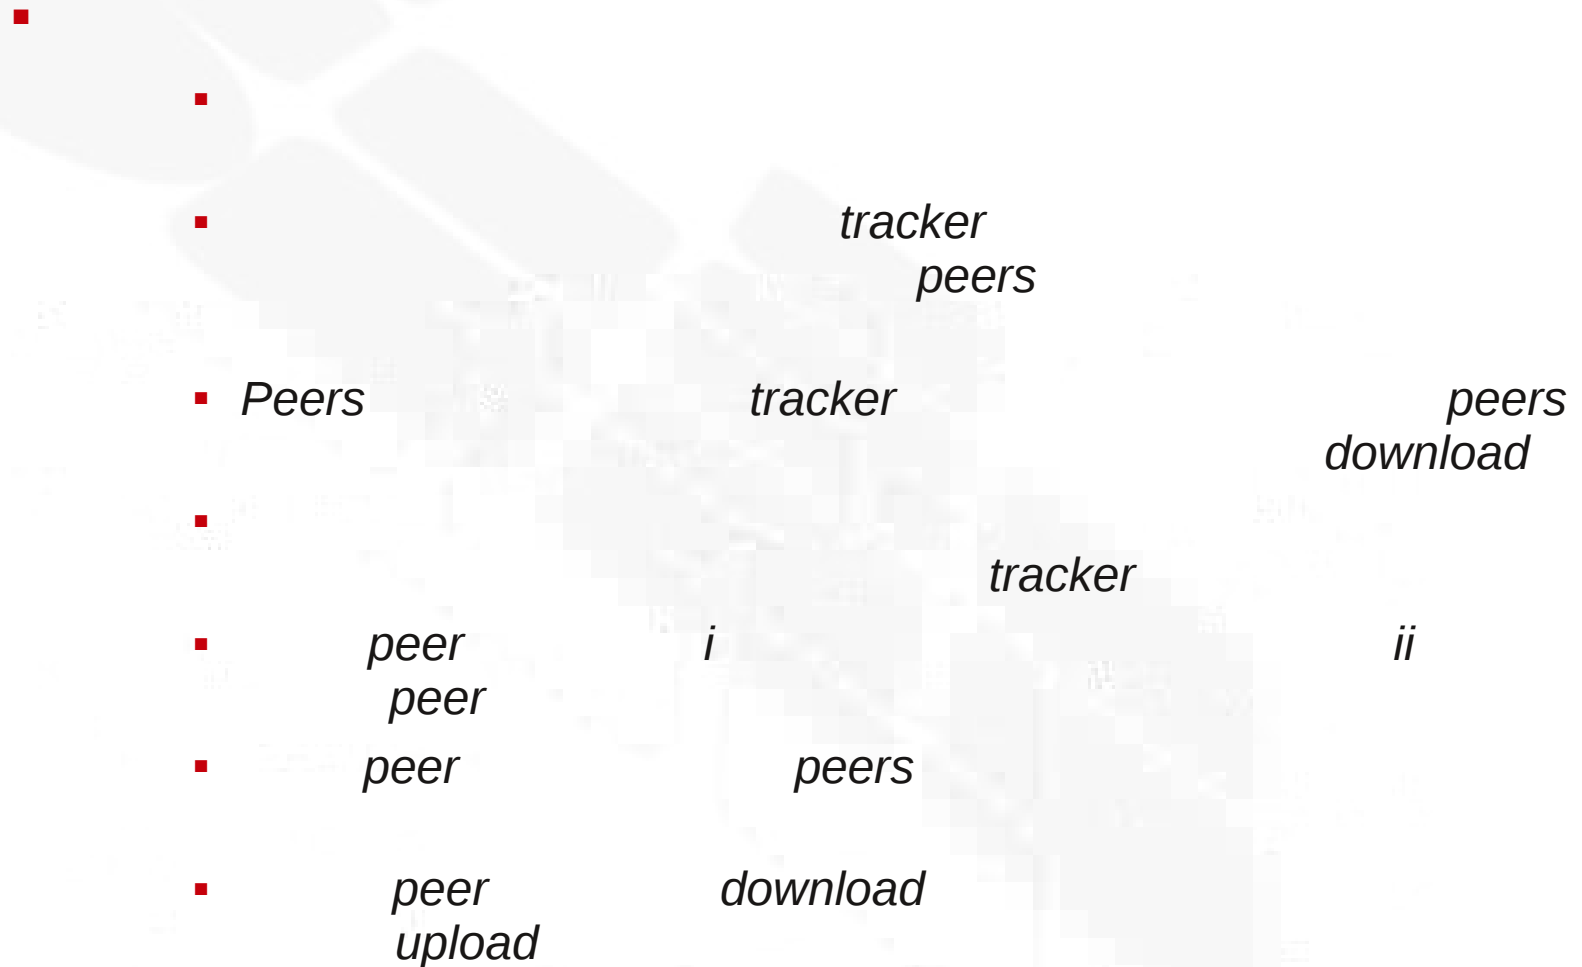 tracker
peers
Peers tracker peers
download
tracker
peer i ii
peer
peer peers
peer download
upload